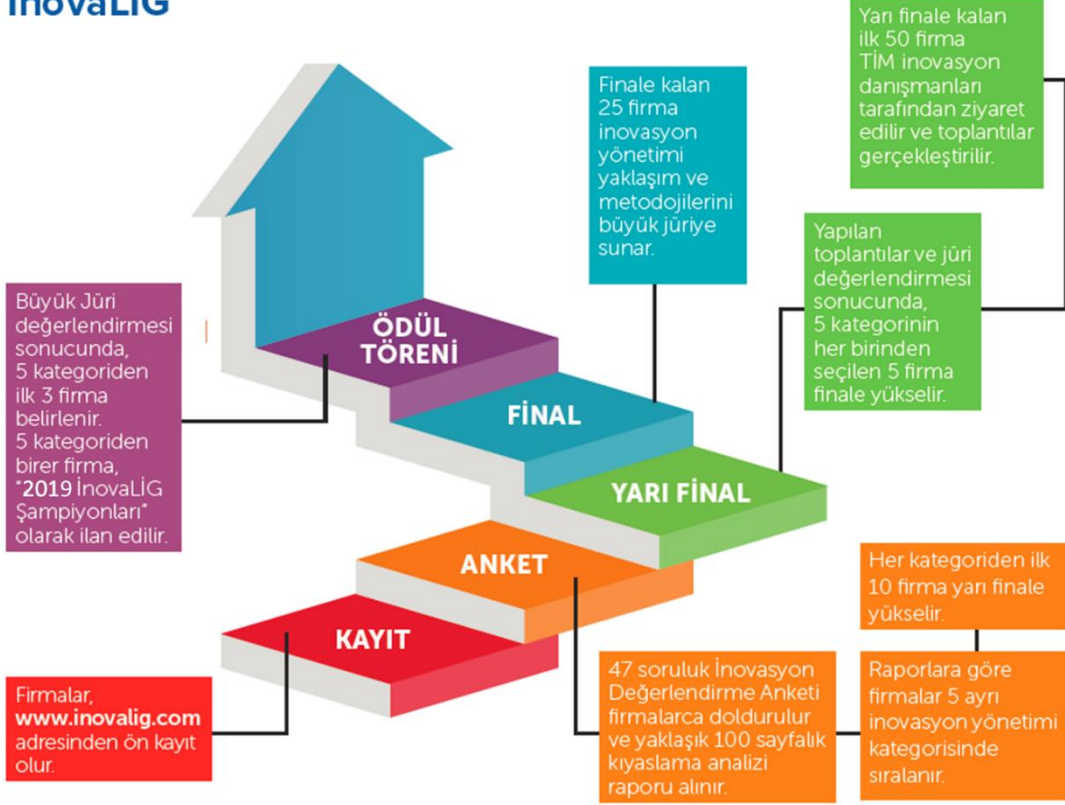 İnovaLİG
Yarı finale kalan
ilk 50 firma
TİM inovasyon
danışmanları
tarafından ziyaret
edilir ve toplantılar
gerçekleştirilir.
Finale kalan
25 firma
inovasyon
yönetimi
yaklaşım ve
metodojilerini
büyük jüriye
sunar.
Yapılan
toplantılar ve jüri
değerlendirmesi
sonucunda,
5 kategorinin
her birinden
seçilen 5 firma
finale yükselir.
Büyük Jüri
değerlendirmesi
sonucunda,
5 kategoriden
ilk 3 firma
belirlenir.
5 kategoriden
birer firma,
"2019 İnovaLİG
Şampiyonları"
olarak ilan edilir.
ÖDÜL
TÖRENİ
FİNAL
YARI FİNAL
ANKET
KAYIT
Her kategoriden ilk
10 firma yarı finale
yükselir.
47 soruluk İnovasyon
Değerlendirme Anketi
firmalarca doldurulur
ve yaklaşık 100 sayfalık
kıyaslama analizi
raporu alınır.
Raporlara göre
firmalar 5 ayrı
inovasyon yönetimi
kategorisinde
sıralanır.
Firmalar,
www.inovalig.com
adresinden ön kayıt
olur.